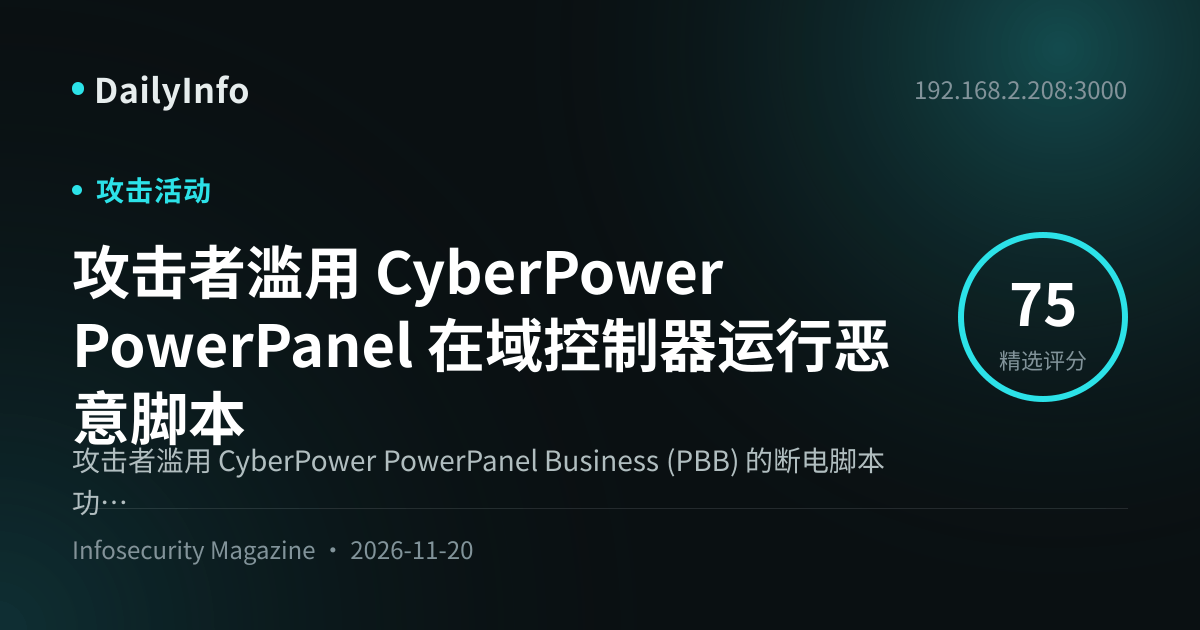 DailyInfo
192.168.2.208:3000
攻击活动
攻击者滥用 CyberPower
PowerPanel 在域控制器运行恶
意脚本
75
精选评分
攻击者滥用 CyberPower PowerPanel Business (PBB) 的断电脚本
功…
Infosecurity Magazine • 2026-11-20